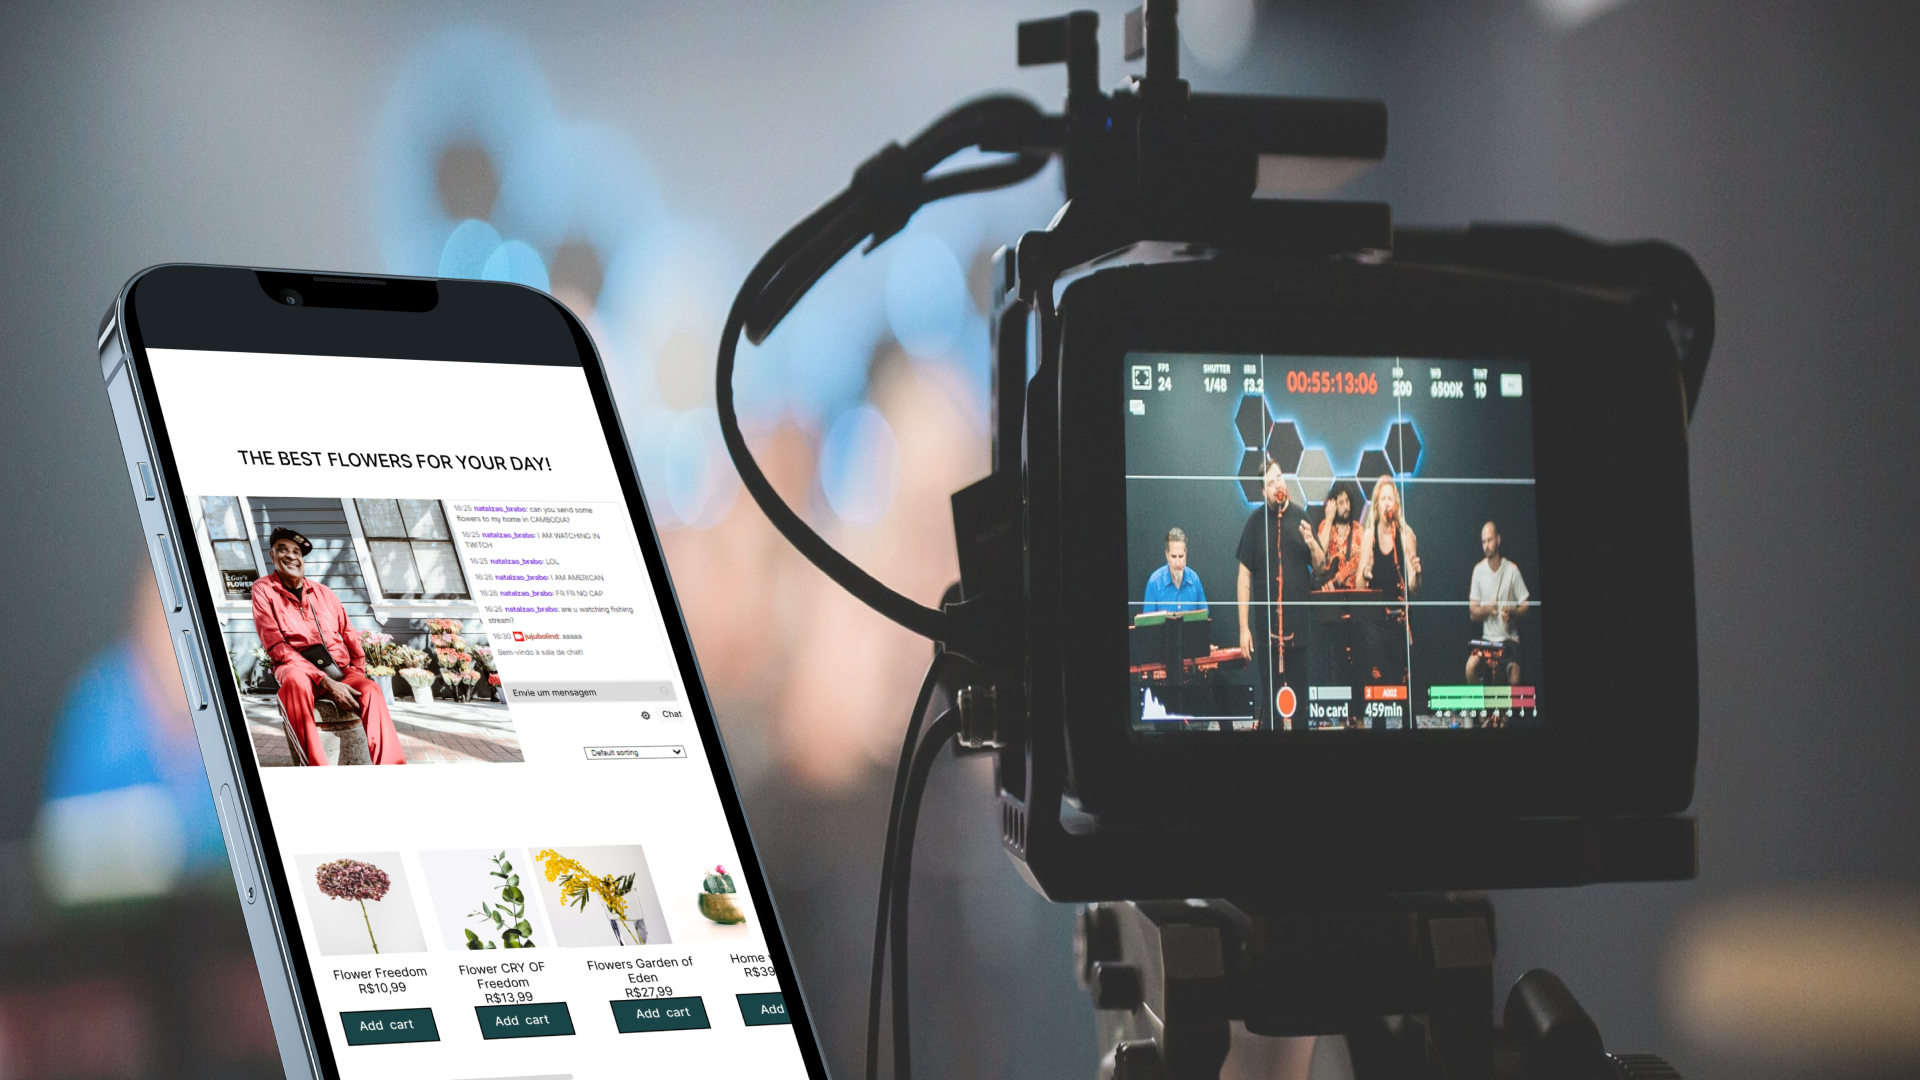 THE BEST FLOWERS FOR YOUR DAY!
FLOWER
16:25 natalzao_brabo: can you send some
flowers to my home in CAMBODIA?
16:25 natalzao_brabo: I AM WATCHING IN
TWITCH
16:25 natalzao_brabo: LOL
16:26 natalzao_brabo: I AM AMERICAN
16:26 natalzao_brabo: FR FR NO CAP
16:26 natalzao_brabo: are u watching fishing
stream?
16:30 jujubolind: aaaaa
Bem-vindo à sala de chat!
Envie um mensagem
Chat
Default sorting
Flower Freedom
R$10,99
Add cart
Flower CRY OF
Freedom
R$13,99
Add cart
Flowers Garden of
Eden
R$27,99
Add cart
Home
R$39
Add
FPS
24
SHUTTER
1/48
IRIS
f3.2
00:55:13:06
200
WB
6500K
TINT
10
1
No card
2 A002
459min